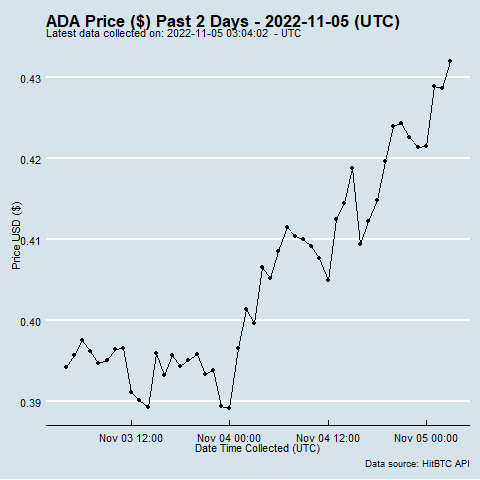 ADA Price ($) Past 2 Days - 2022-11-05 (UTC)
Latest data collected on: 2022-11-05 03:04:02 - UTC
0.43
0.42
0.41
0.40
0.39
Price USD ($)
Nov 03 12:00 Nov 04 00:00 Nov 04 12:00 Nov 05 00:00
Date Time Collected (UTC)
Data source: HitBTC API